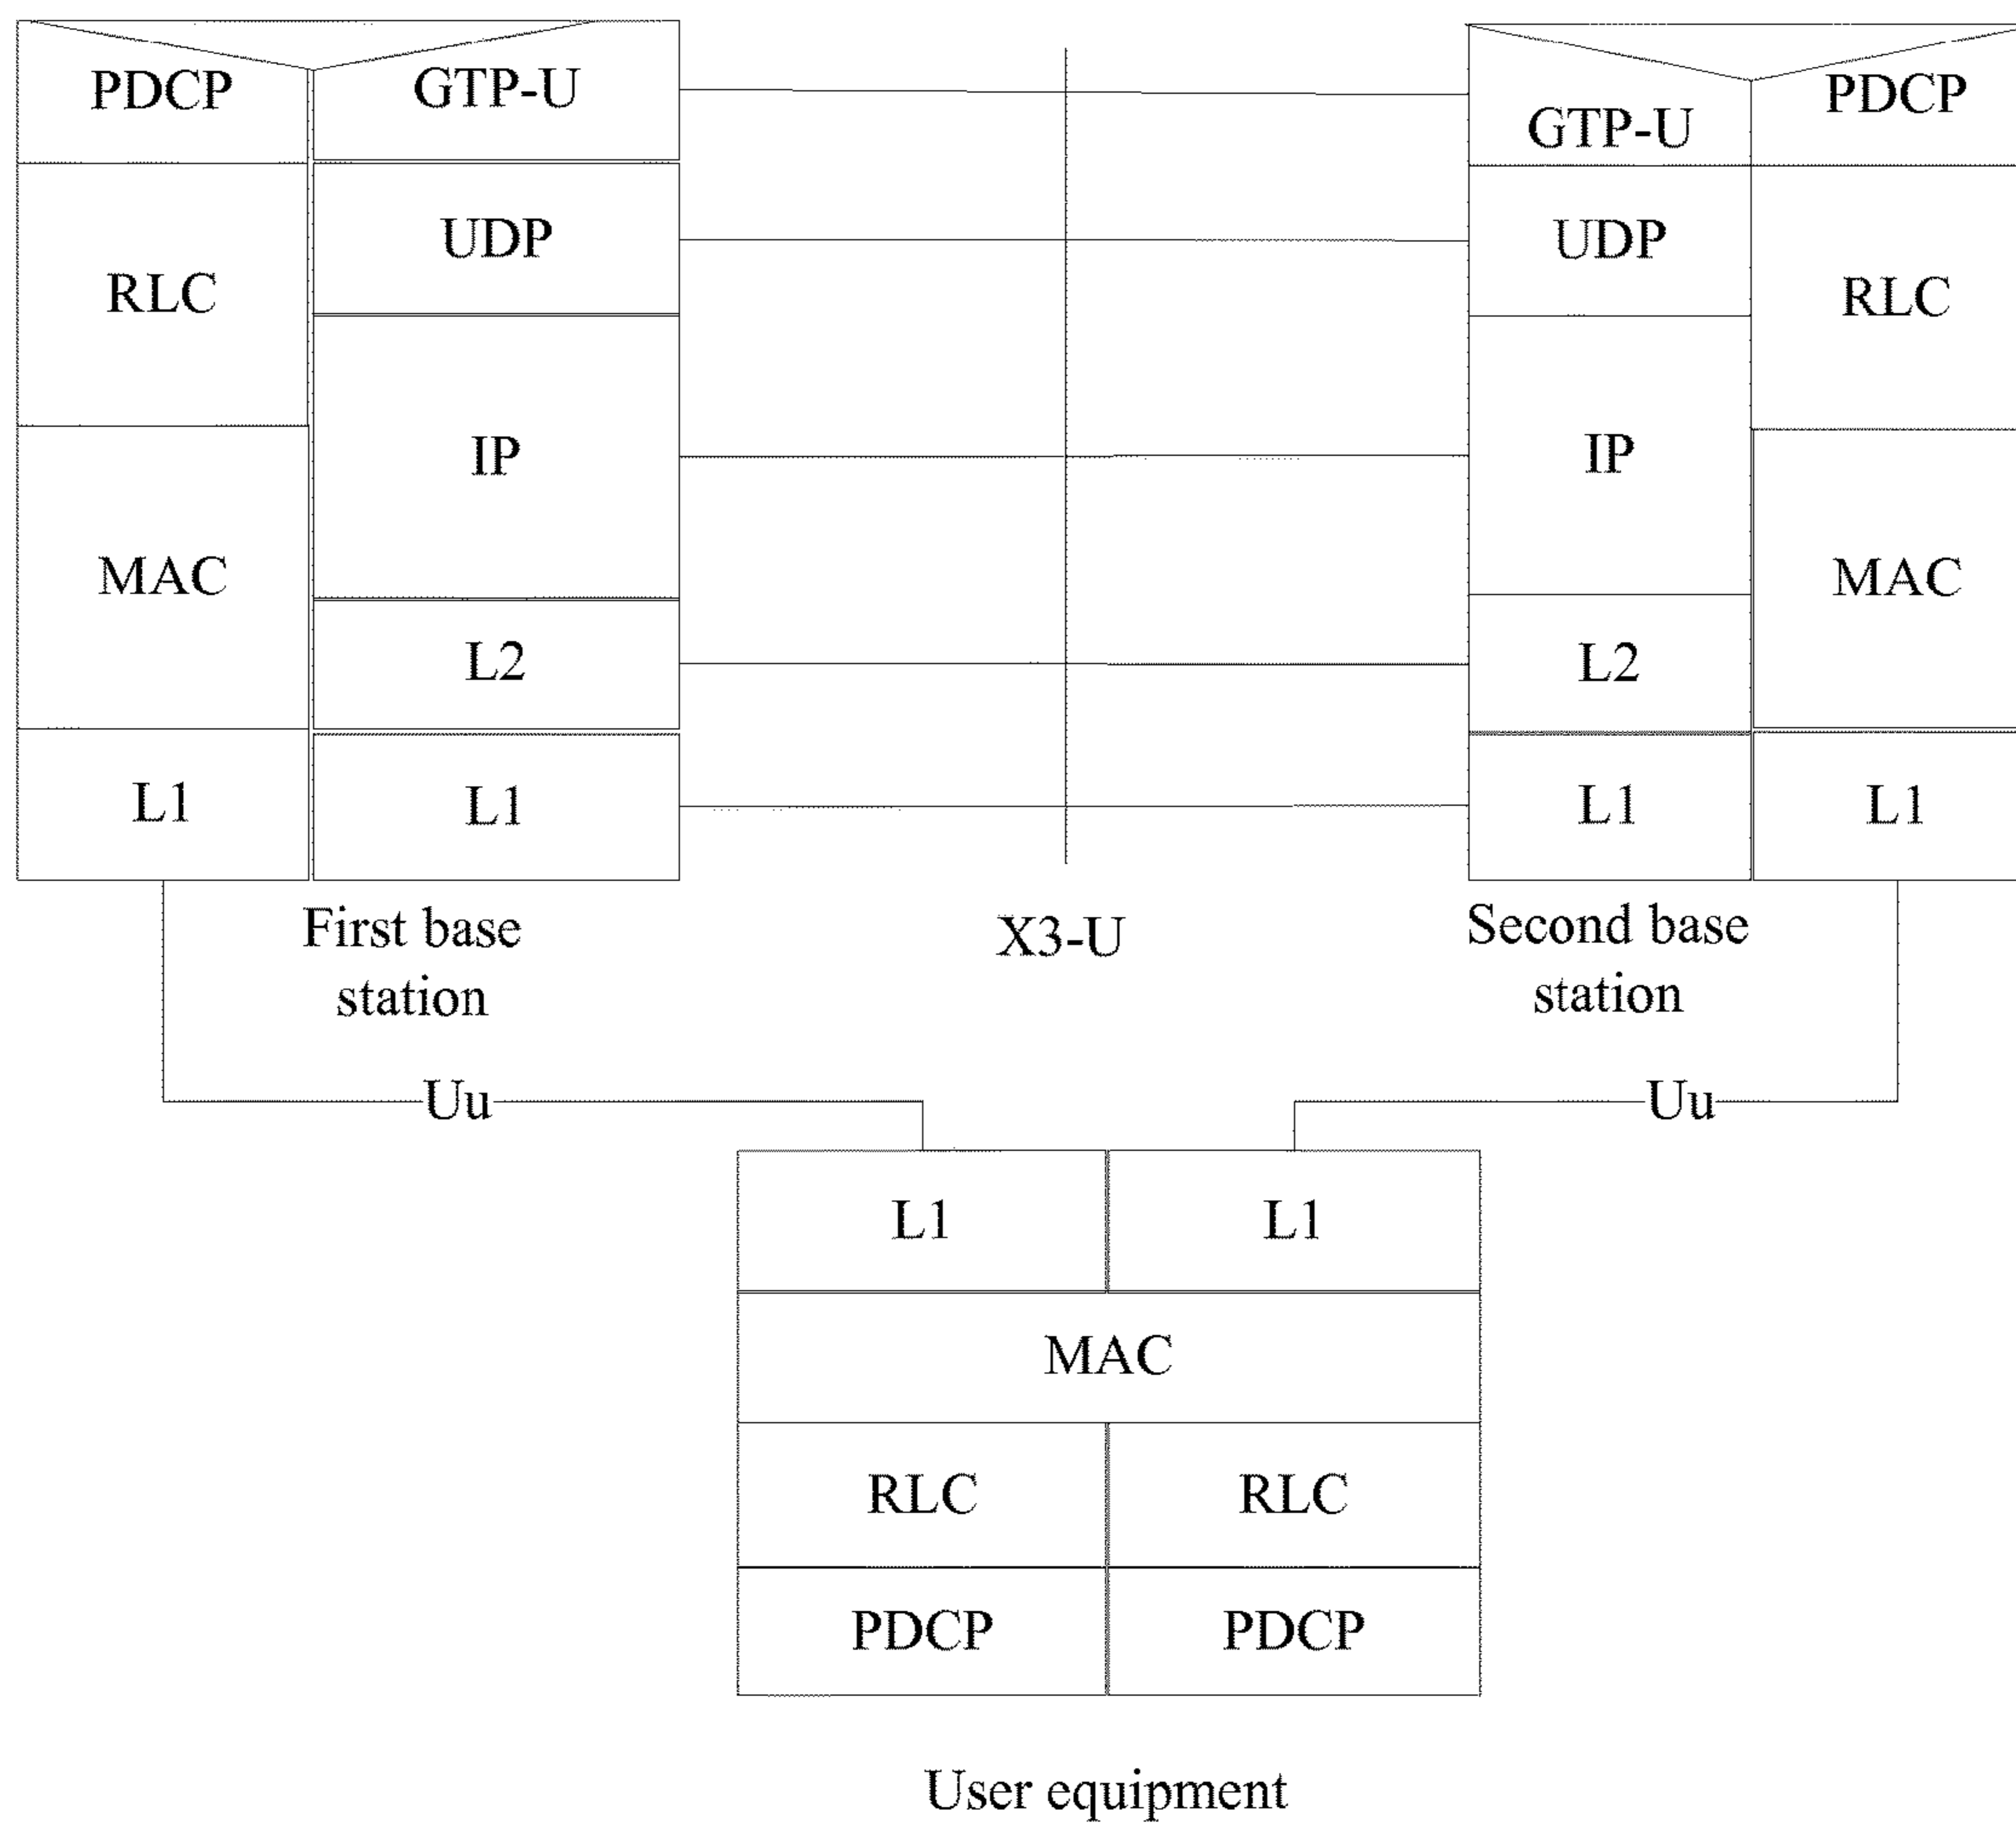 PDCP GTP-U GTP-U PDCP
UDP UDP
RLC RLC
IP IP
MAC MAC
L2 L2
L1 L1 L1 L1
First base
station
X3-U
Second base
station
Uu Uu
L1 L1
MAC
RLC RLC
PDCP PDCP
User equipment